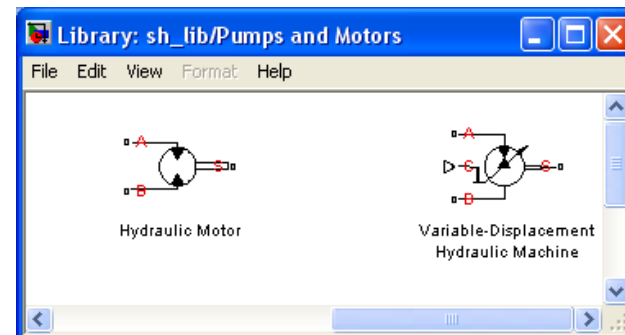 Library: sh_lib/Pumps and Motors
File Edit View Format Help
A A
S C S
B B
Hydraulic Motor Variable-Displacement
Hydraulic Machine